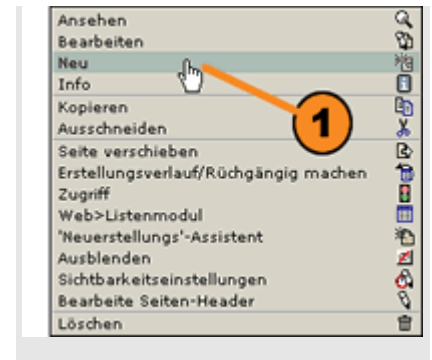 Ansehen
Bearbeiten
Neu
Info
Kopieren
Ausschneiden
Seite verschieben
Erstellungsverlauf/Rüchgängig machen
Zugriff
Web>Listenmodul
'Neuerstellungs'-Assistent
Ausblenden
Sichtbarkeitseinstellungen
Bearbeite Seiten-Header
Löschen
1